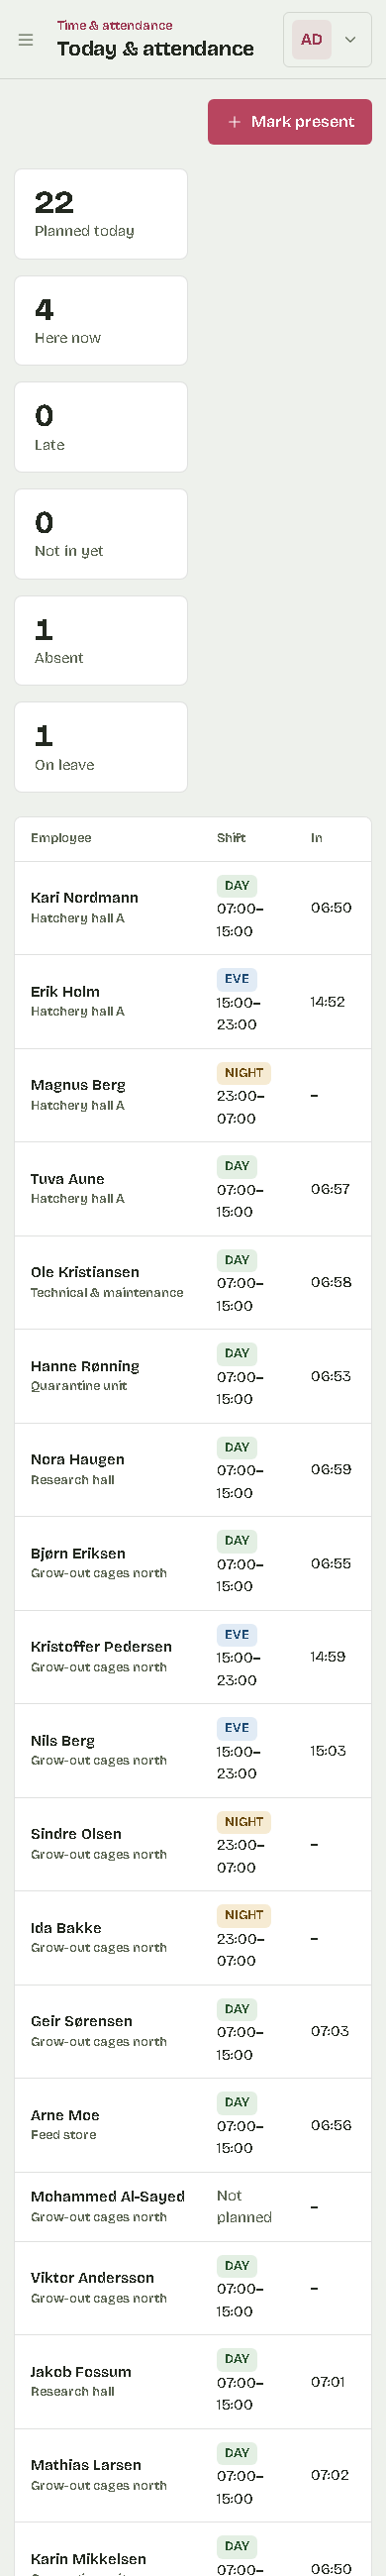 Time & attendance
Today & attendance
AD
+ Mark present
22
Planned today
4
Here now
0
Late
0
Not in yet
1
Absent
1
On leave
Employee Shift In
Kari Nordmann
Hatchery hall A
DAY
07:00–
15:00
06:50
Erik Holm
Hatchery hall A
EVE
15:00–
23:00
14:52
Magnus Berg
Hatchery hall A
NIGHT
23:00–
07:00
–
Tuva Aune
Hatchery hall A
DAY
07:00–
15:00
06:57
Ole Kristiansen
Technical & maintenance
DAY
07:00–
15:00
06:58
Hanne Rønning
Quarantine unit
DAY
07:00–
15:00
06:53
Nora Haugen
Research hall
DAY
07:00–
15:00
06:59
Bjørn Eriksen
Grow-out cages north
DAY
07:00–
15:00
06:55
Kristoffer Pedersen
Grow-out cages north
EVE
15:00–
23:00
14:59
Nils Berg
Grow-out cages north
EVE
15:00–
23:00
15:03
Sindre Olsen
Grow-out cages north
NIGHT
23:00–
07:00
–
Ida Bakke
Grow-out cages north
NIGHT
23:00–
07:00
–
Geir Sørensen
Grow-out cages north
DAY
07:00–
15:00
07:03
Arne Moe
Feed store
DAY
07:00–
15:00
06:56
Mohammed Al-Sayed
Grow-out cages north
Not
planned
–
Viktor Andersson
Grow-out cages north
DAY
07:00–
15:00
–
Jakob Fossum
Research hall
DAY
07:00–
15:00
07:01
Mathias Larsen
Grow-out cages north
DAY
07:00–
15:00
07:02
Karin Mikkelsen
DAY
07:00–
06:50